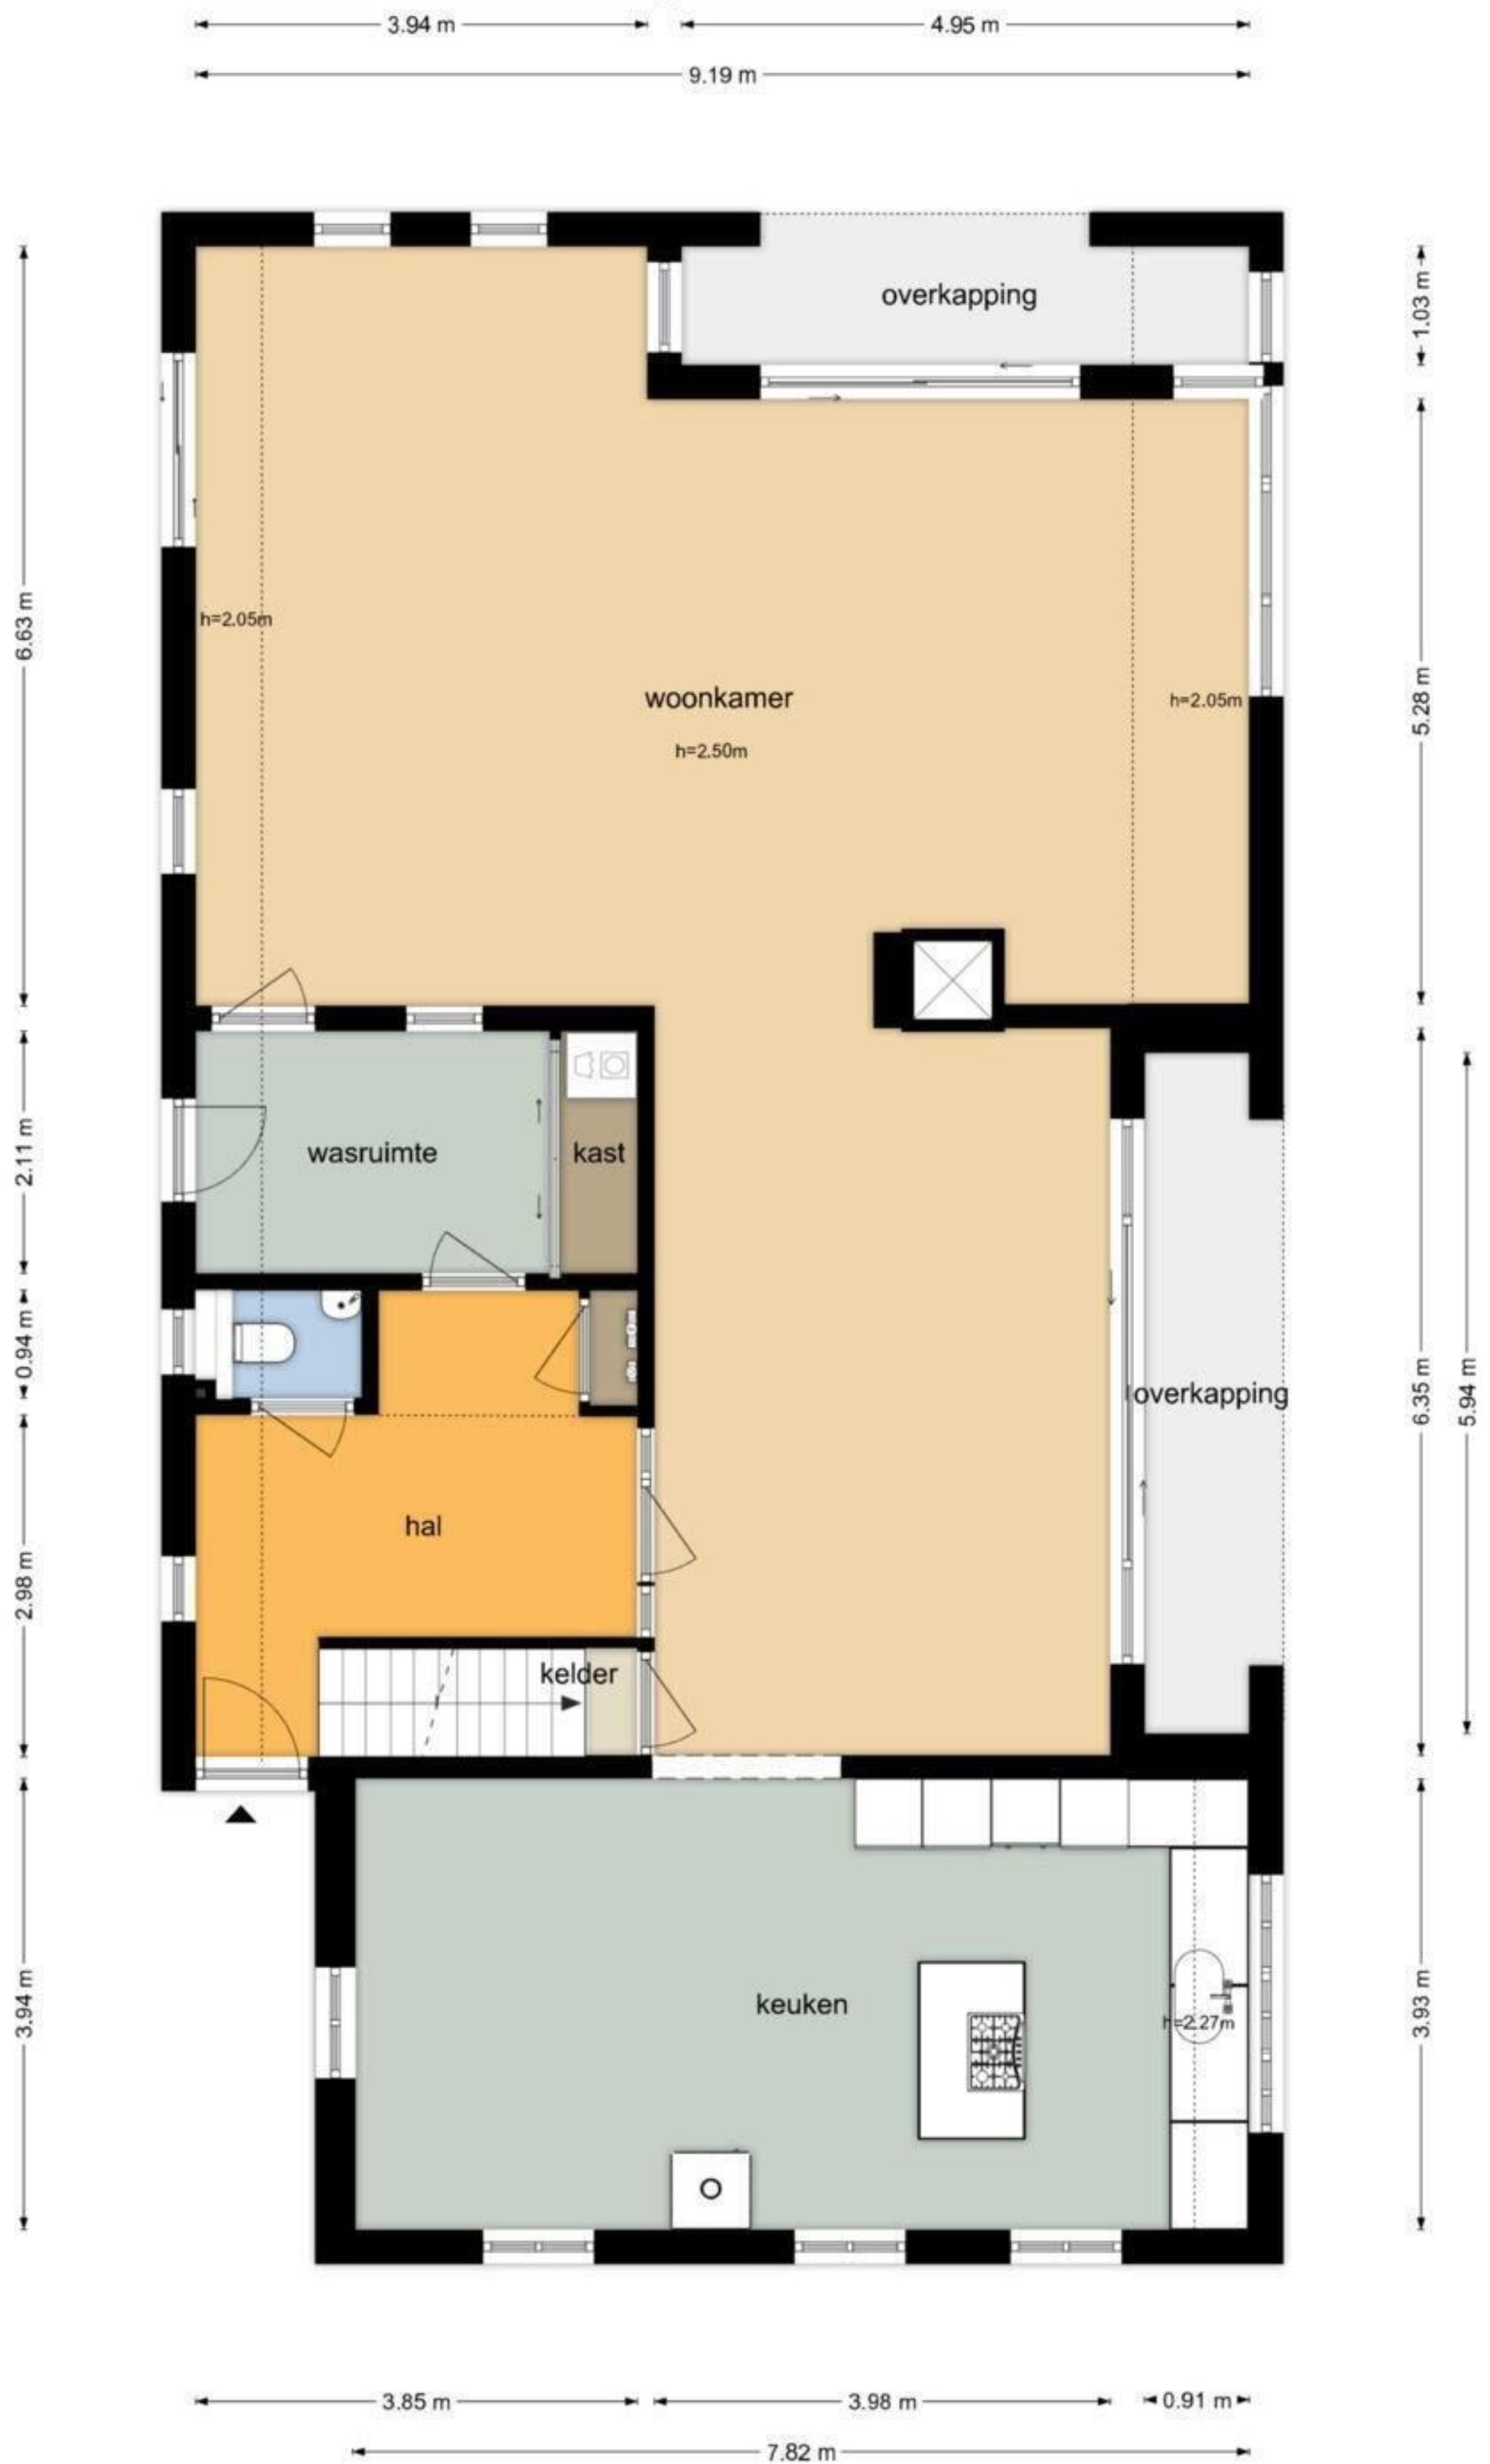 3.94 m
4.95 m
9.19 m
overkapping
1.03 m
6.63 m
h=2.05m
woonkamer
h=2.50m
h=2.05m
5.28 m
2.11 m
wasruimte
kast
0.94 m
overkapping
6.35 m
5.94 m
hal
2.98 m
kelder
3.94 m
keuken
h=2.27m
3.93 m
3.85 m
3.98 m
0.91 m
7.82 m